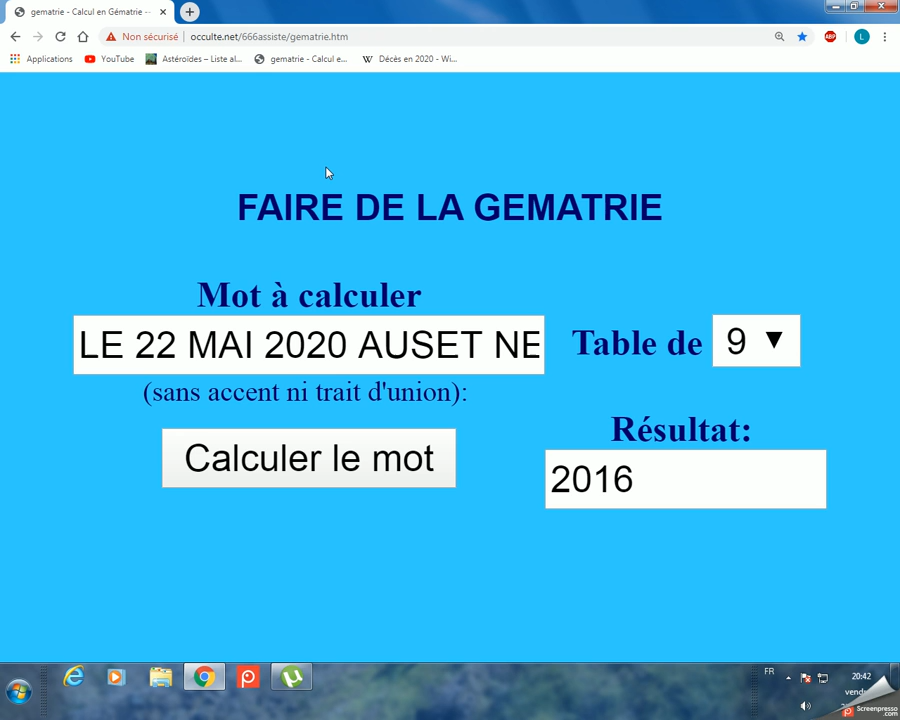 gematrie - Calcul en Gématrie -
Non sécurisé | occulte.net/666assiste/gematrie.htm
ABP
L
Applications
YouTube
Astéroïdes – Liste al...
gematrie - Calcul e...
W Décès en 2020 - Wi...
FAIRE DE LA GEMATRIE
Mot à calculer
LE 22 MAI 2020 AUSET NE
Table de 9
(sans accent ni trait d'union):
Résultat:
Calculer le mot
2016
FR
20:42
Screenpresso
.com